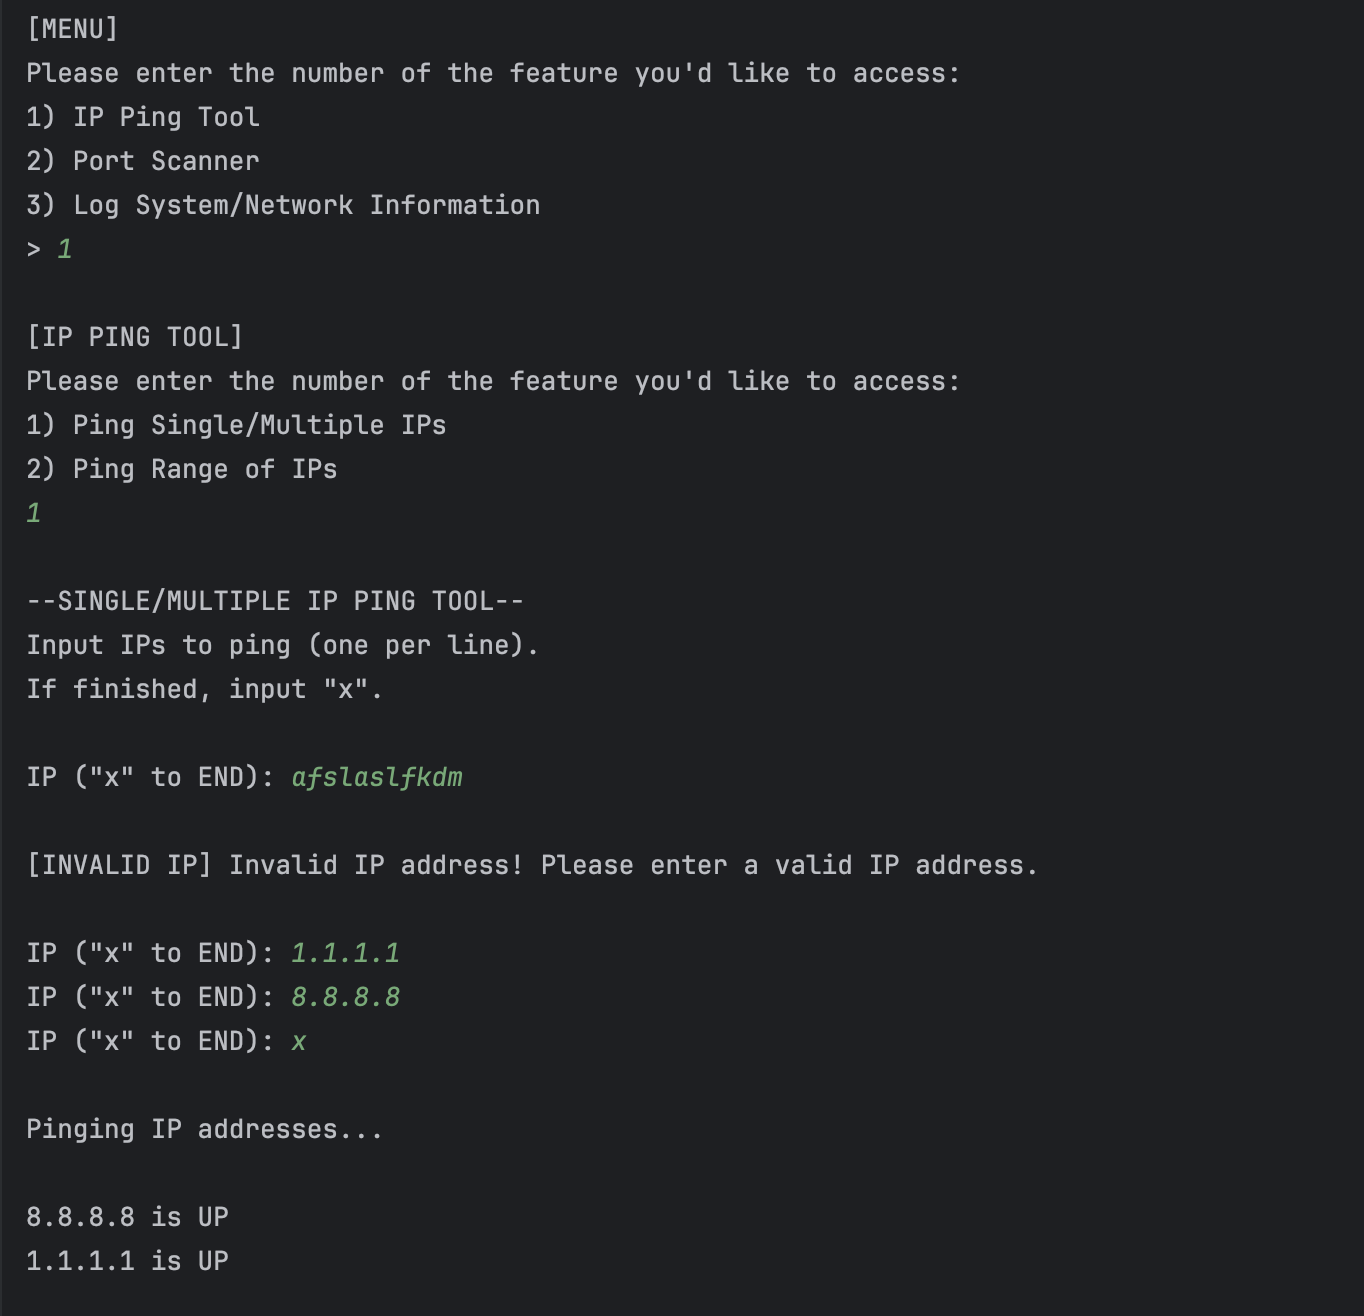 [MENU]
Please enter the number of the feature you'd like to access:
1) IP Ping Tool
2) Port Scanner
3) Log System/Network Information
> 1
[IP PING TOOL]
Please enter the number of the feature you'd like to access:
1) Ping Single/Multiple IPs
2) Ping Range of IPs
1
--SINGLE/MULTIPLE IP PING TOOL--
Input IPs to ping (one per line).
If finished, input "x".
IP ("x" to END): afslaslfkdm
[INVALID IP] Invalid IP address! Please enter a valid IP address.
IP ("x" to END): 1.1.1.1
IP ("x" to END): 8.8.8.8
IP ("x" to END): x
Pinging IP addresses...
8.8.8.8 is UP
1.1.1.1 is UP